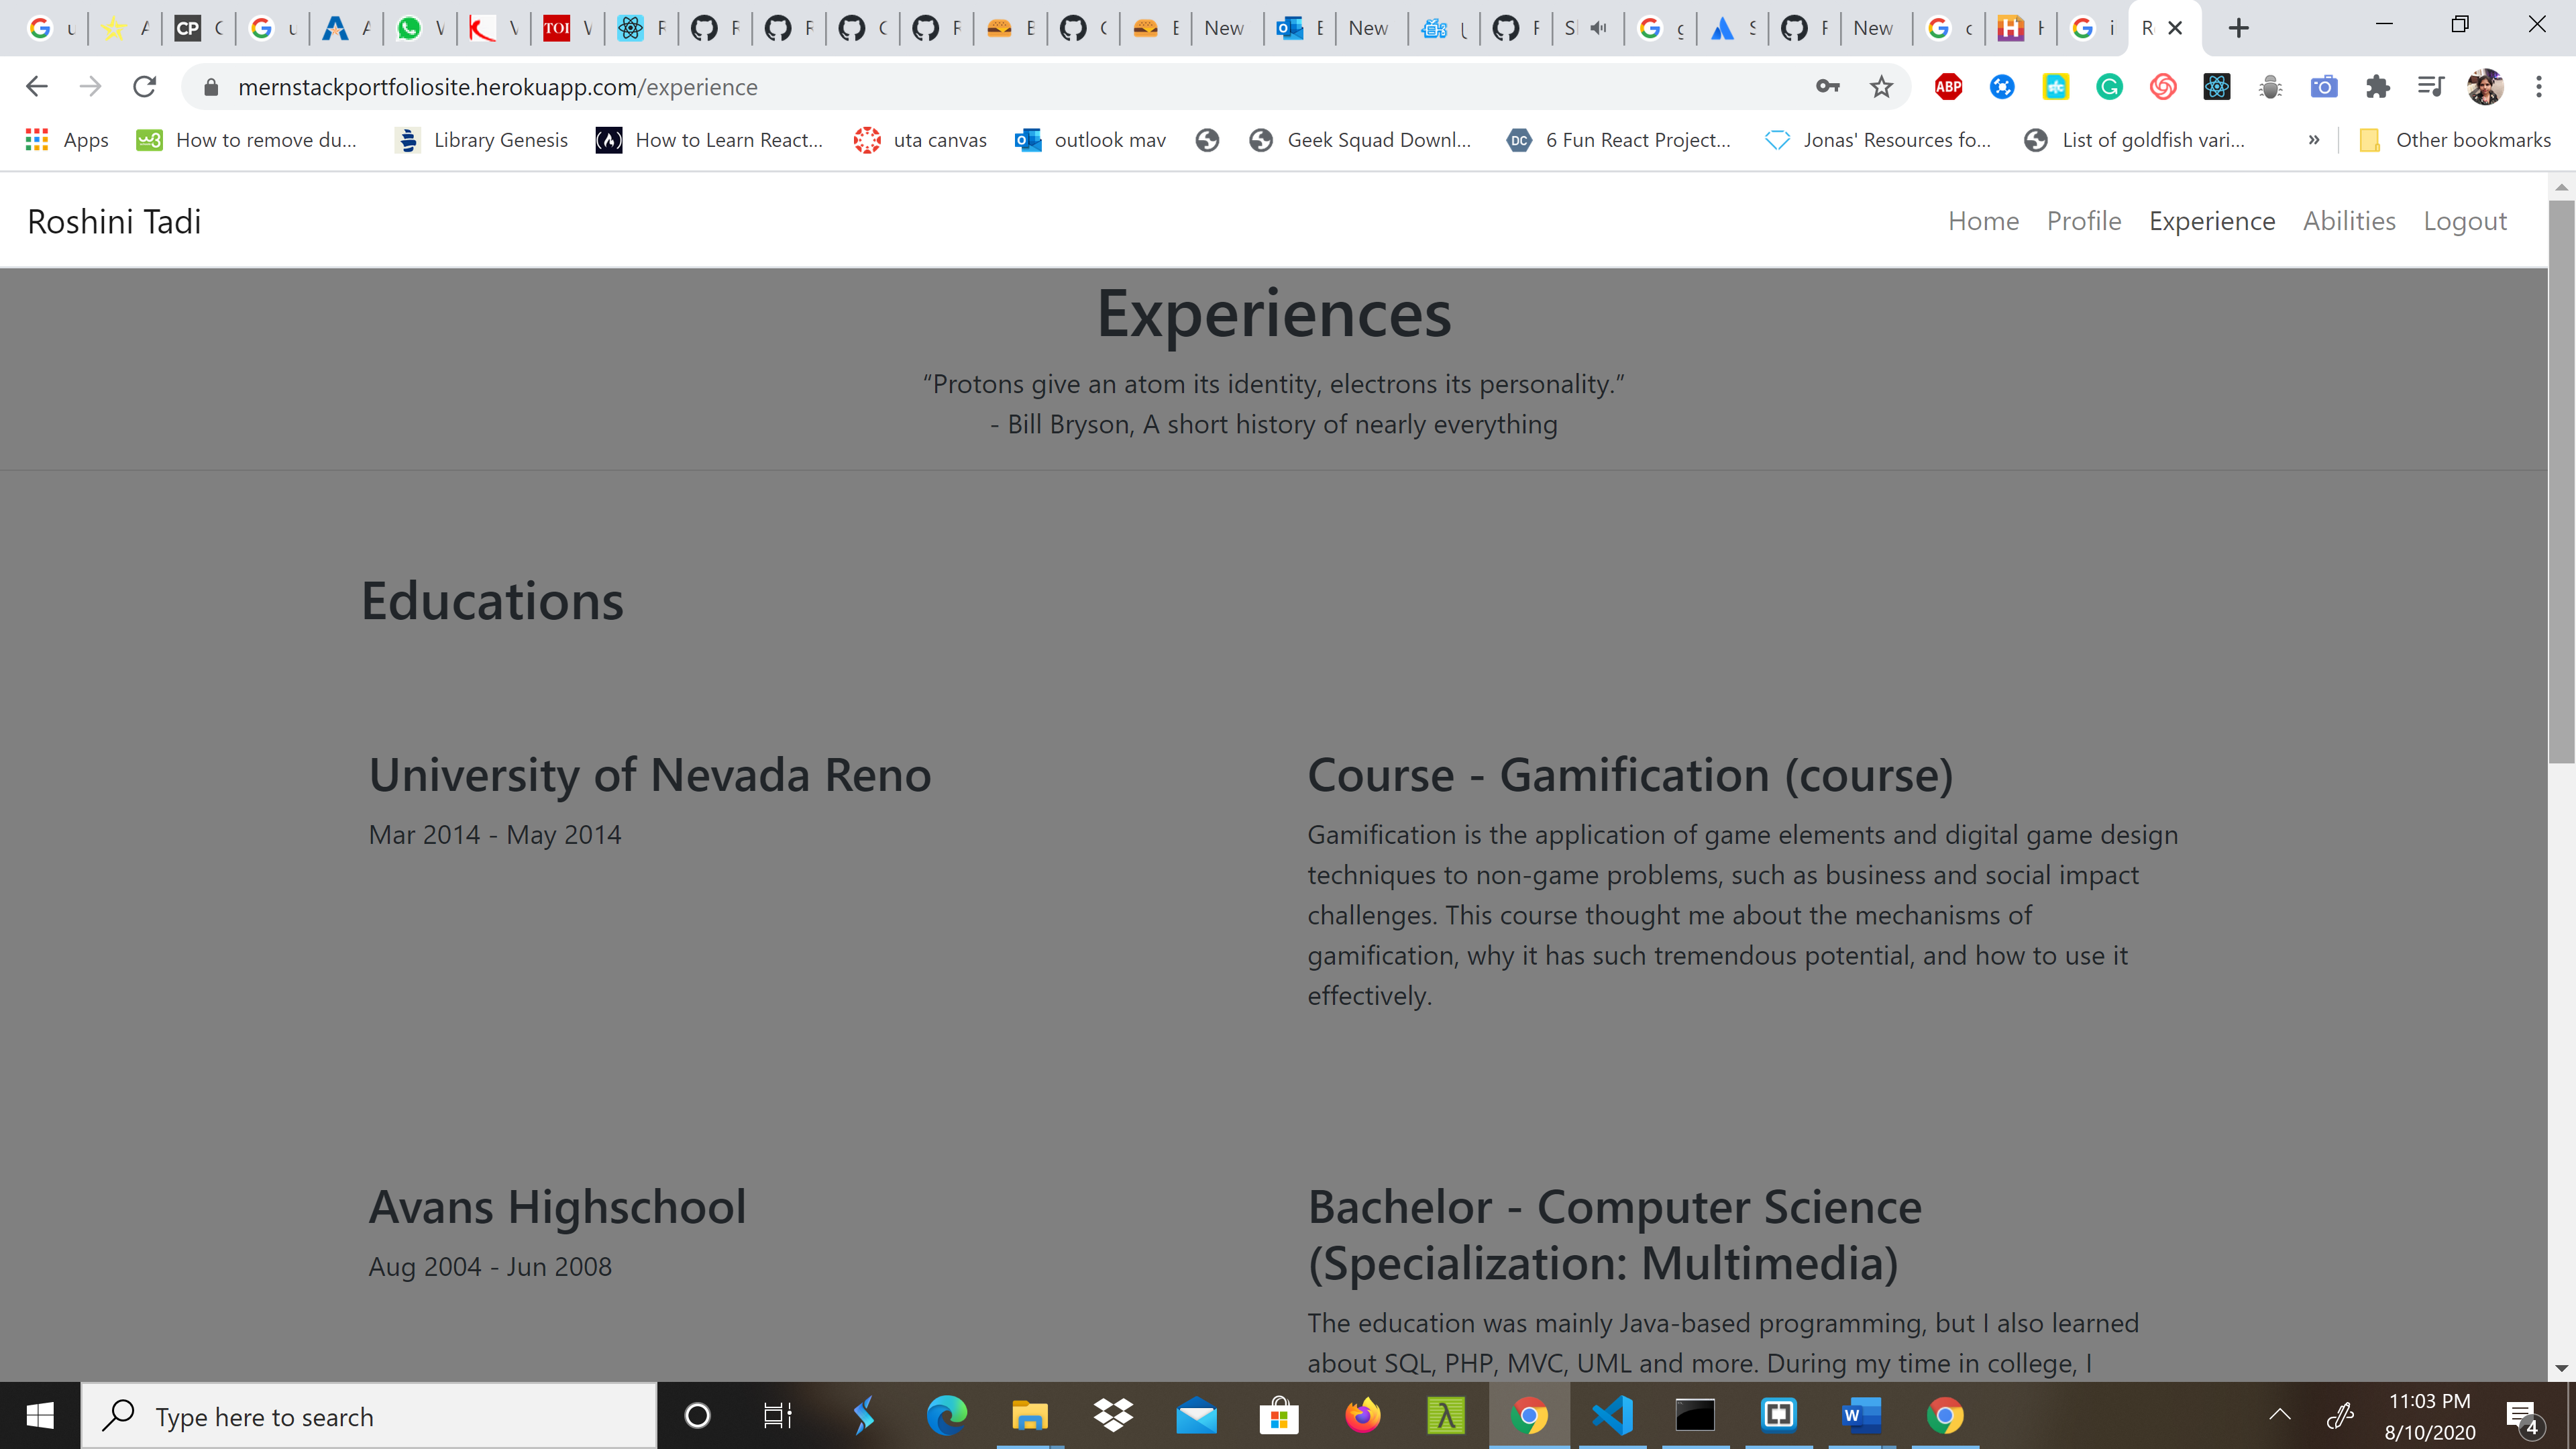 New
New
New
mernstackportfoliosite.herokuapp.com/experience
ABP
Apps
How to remove du...
Library Genesis
How to Learn React...
uta canvas
outlook mav
Geek Squad Downl...
6 Fun React Project...
Jonas' Resources fo...
List of goldfish vari...
»
Other bookmarks
Roshini Tadi
Home
Profile
Experience
Abilities
Logout
Experiences
“Protons give an atom its identity, electrons its personality.”
- Bill Bryson, A short history of nearly everything
Educations
University of Nevada Reno
Mar 2014 - May 2014
Course - Gamification (course)
Gamification is the application of game elements and digital game design
techniques to non-game problems, such as business and social impact
challenges. This course thought me about the mechanisms of
gamification, why it has such tremendous potential, and how to use it
effectively.
Avans Highschool
Aug 2004 - Jun 2008
Bachelor - Computer Science
(Specialization: Multimedia)
The education was mainly Java-based programming, but I also learned
about SQL, PHP, MVC, UML and more. During my time in college, I
Type here to search
11:03 PM
8/10/2020
4